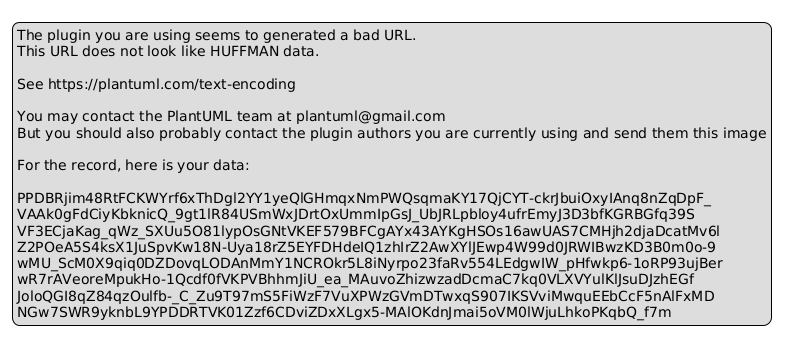 The plugin you are using seems to generated a bad URL.
This URL does not look like HUFFMAN data.
See https://plantuml.com/text-encoding
You may contact the PlantUML team at plantuml@gmail.com
But you should also probably contact the plugin authors you are currently using and send them this image
For the record, here is your data:
PPDBRjim48RtFCKWYrf6xThDgl2YY1yeQlGHmqxNmPWQsqmaKY17QjCYT-ckrJbuiOxyIAnq8nZqDpF_
VAAk0gFdCiyKbknicQ_9gt1lR84USmWxJDrtOxUmmIpGsJ_UbJRLpbloy4ufrEmyJ3D3bfKGRBGfq39S
VF3ECjaKag_qWz_SXUu5O81lypOsGNtVKEF579BFCgAYx43AYKgHSOs16awUAS7CMHjh2djaDcatMv6l
Z2POeA5S4ksX1JuSpvKw18N-Uya18rZ5EYFDHdeIQ1zhIrZ2AwXYlJEwp4W99d0JRWIBwzKD3B0m0o-9
wMU_ScM0X9qiq0DZDovqLODAnMmY1NCROkr5L8iNyrpo23faRv554LEdgwIW_pHfwkp6-1oRP93ujBer
wR7rAVeoreMpukHo-1Qcdf0fVKPVBhhmJiU_ea_MAuvoZhizwzadDcmaC7kq0VLXVYulKlJsuDJzhEGf
JoloQGI8qZ84qzOulfb-_C_Zu9T97mS5FiWzF7VuXPWzGVmDTwxqS907IKSVviMwquEEbCcF5nAlFxMD
NGw7SWR9yknbL9YPDDRTVK01Zzf6CDviZDxXLgx5-MAlOKdnJmai5oVM0lWjuLhkoPKqbQ_f7m